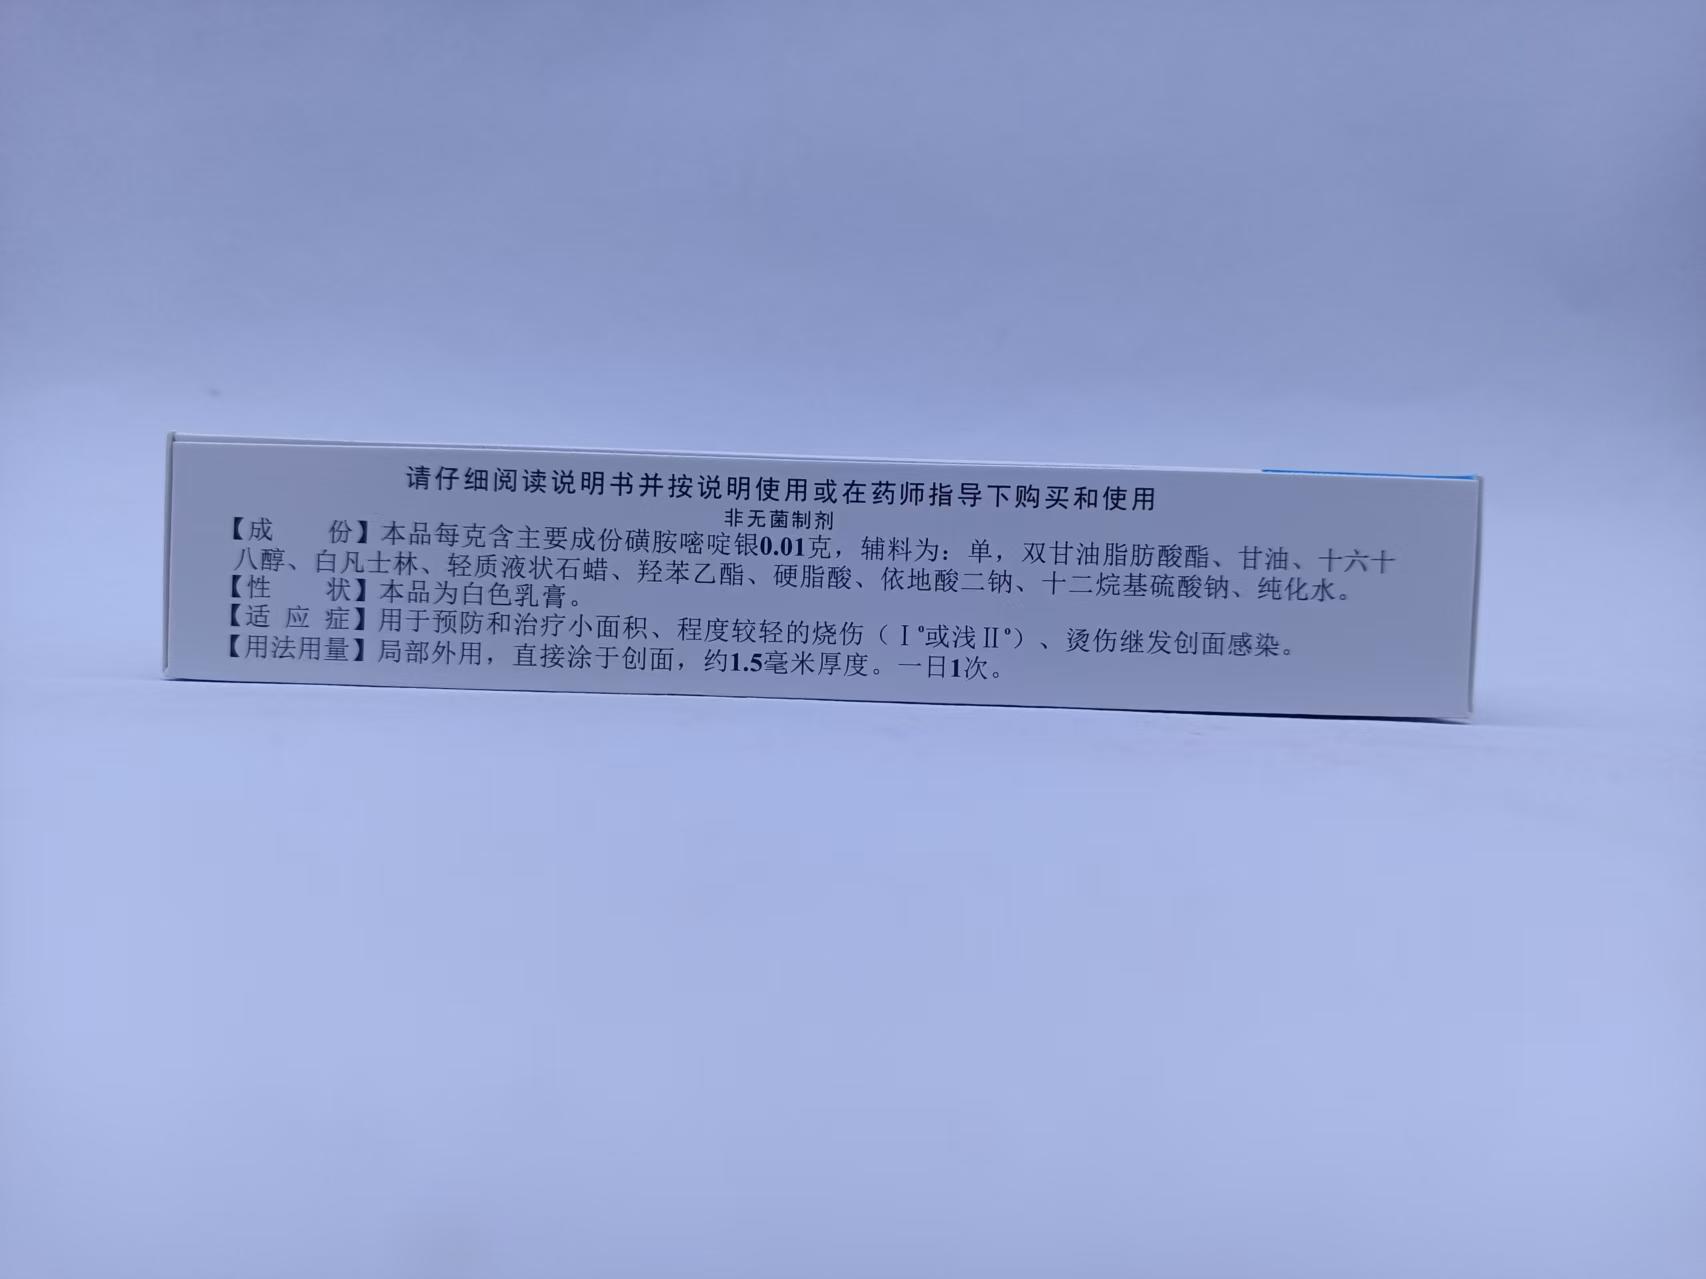 请仔细阅读说明书并按说明使用或在药师指导下购买和使用
非无菌制剂
【成 份】本品每克含主要成份磺胺嘧啶银0.01克，辅料为：单，双甘油脂肪酸酯、甘油、十六十
八醇、白凡士林、轻质液状石蜡、羟苯乙酯、硬脂酸、依地酸二钠、十二烷基硫酸钠、纯化水。
【性 状】本品为白色乳膏。
【适 应 症】用于预防和治疗小面积、程度较轻的烧伤（Ⅰ°或浅Ⅱ°）、烫伤继发创面感染。
【用法用量】局部外用，直接涂于创面，约1.5毫米厚度。一日1次。